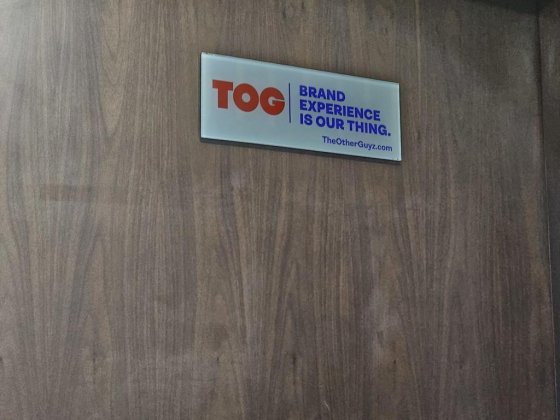 TOG
BRAND
EXPERIENCE
IS OUR THING.
TheOtherGuyz.com